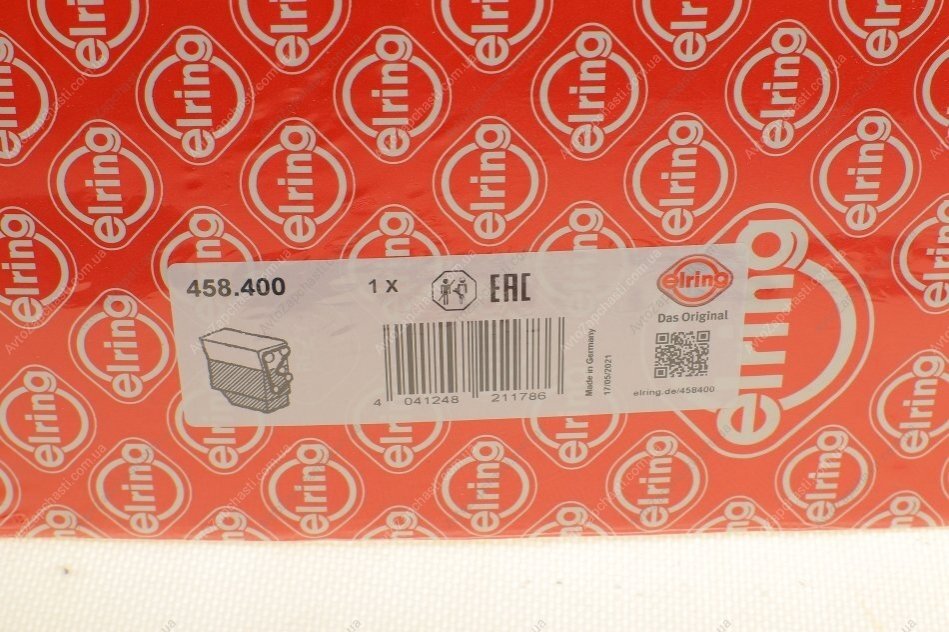 458.400
1 X
EAC
elring
Das Original
4 041248 211786
Made in Germany
17/05/2021
elring.de/458400
elring